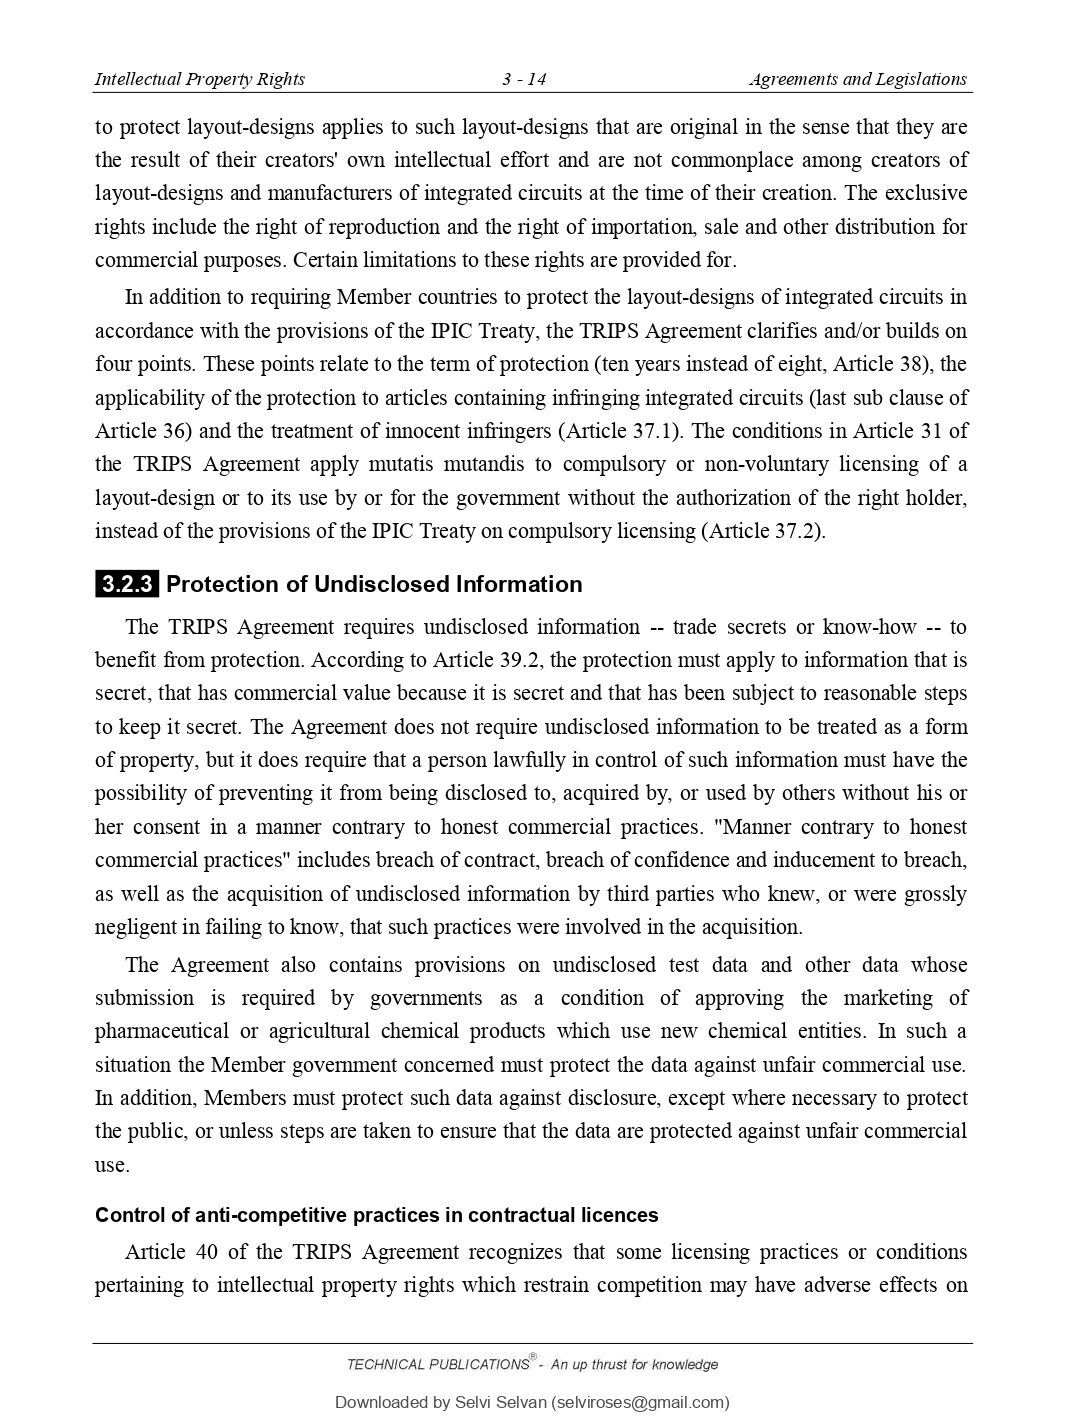 Intellectual Property Rights 3 - 14 Agreements and Legislations
to protect layout-designs applies to such layout-designs that are original in the sense that they are
the result of their creators' own intellectual effort and are not commonplace among creators of
layout-designs and manufacturers of integrated circuits at the time of their creation. The exclusive
rights include the right of reproduction and the right of importation, sale and other distribution for
commercial purposes. Certain limitations to these rights are provided for.
In addition to requiring Member countries to protect the layout-designs of integrated circuits in
accordance with the provisions of the IPIC Treaty, the TRIPS Agreement clarifies and/or builds on
four points. These points relate to the term of protection (ten years instead of eight, Article 38), the
applicability of the protection to articles containing infringing integrated circuits (last sub clause of
Article 36) and the treatment of innocent infringers (Article 37.1). The conditions in Article 31 of
the TRIPS Agreement apply mutatis mutandis to compulsory or non-voluntary licensing of a
layout-design or to its use by or for the government without the authorization of the right holder,
instead of the provisions of the IPIC Treaty on compulsory licensing (Article 37.2).
3.2.3 Protection of Undisclosed Information
The TRIPS Agreement requires undisclosed information -- trade secrets or know-how -- to
benefit from protection. According to Article 39.2, the protection must apply to information that is
secret, that has commercial value because it is secret and that has been subject to reasonable steps
to keep it secret. The Agreement does not require undisclosed information to be treated as a form
of property, but it does require that a person lawfully in control of such information must have the
possibility of preventing it from being disclosed to, acquired by, or used by others without his or
her consent in a manner contrary to honest commercial practices. "Manner contrary to honest
commercial practices" includes breach of contract, breach of confidence and inducement to breach,
as well as the acquisition of undisclosed information by third parties who knew, or were grossly
negligent in failing to know, that such practices were involved in the acquisition.
The Agreement also contains provisions on undisclosed test data and other data whose
submission is required by governments as a condition of approving the marketing of
pharmaceutical or agricultural chemical products which use new chemical entities. In such a
situation the Member government concerned must protect the data against unfair commercial use.
In addition, Members must protect such data against disclosure, except where necessary to protect
the public, or unless steps are taken to ensure that the data are protected against unfair commercial
use.
Control of anti-competitive practices in contractual licences
Article 40 of the TRIPS Agreement recognizes that some licensing practices or conditions
pertaining to intellectual property rights which restrain competition may have adverse effects on
TECHNICAL PUBLICATIONS® - An up thrust for knowledge
Downloaded by Selvi Selvan (selviroses@gmail.com)